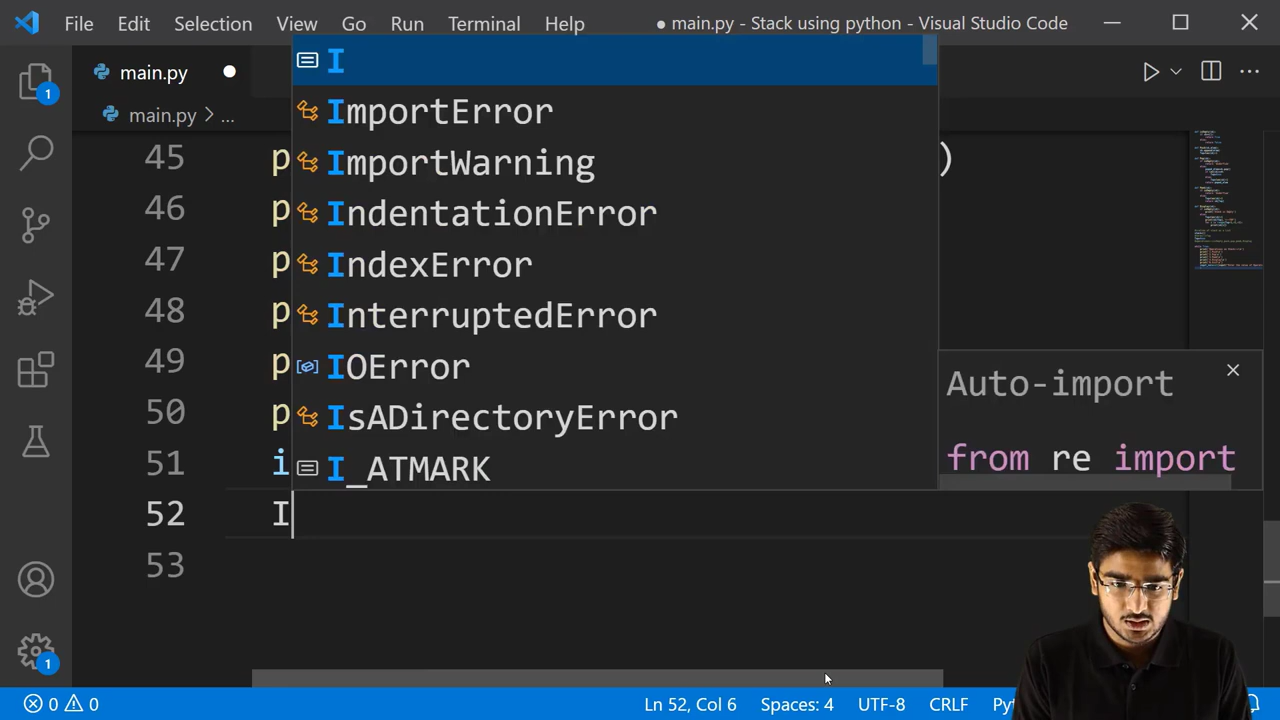 File Edit Selection View Go Run Terminal Help ● main.py - Stack using python - Visual Studio Code
main.py
main.py > ...
I
ImportError
ImportWarning
IndentationError
IndexError
InterruptedError
IOError
IsADirectoryError
I_ATMARK
Auto-import
from re import
45 p )
46 p
47 p
48 p
49 p
50 p
51 i
52 I
53
1
1
0 0 Ln 52, Col 6 Spaces: 4 UTF-8 CRLF